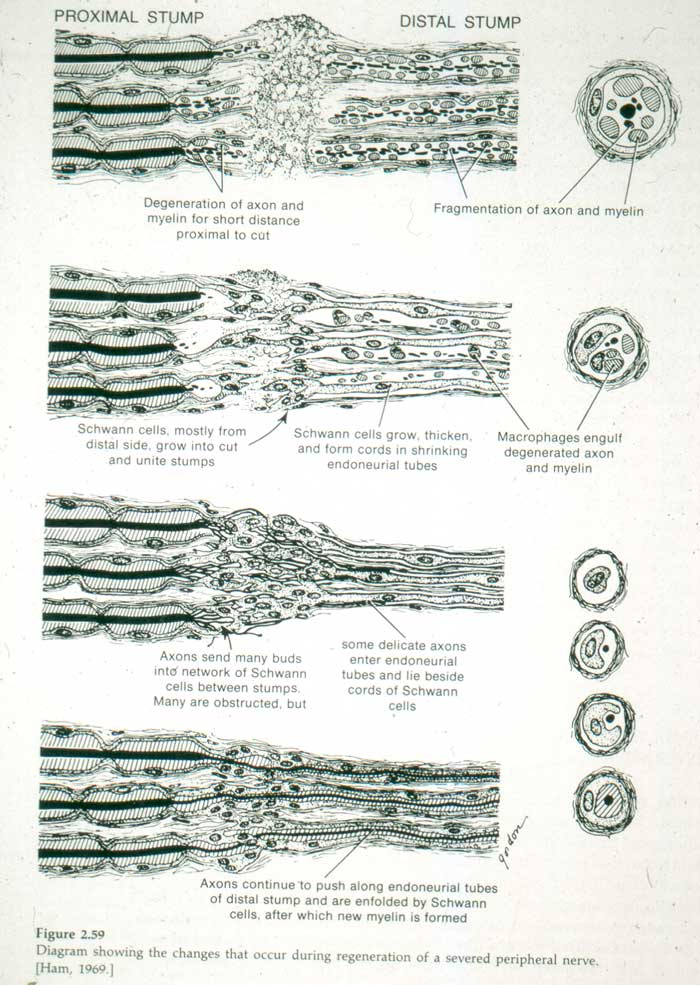 PROXIMAL STUMP
DISTAL STUMP
Degeneration of axon and
myelin for short distance
proximal to cut
Fragmentation of axon and myelin
Schwann cells, mostly from
distal side, grow into cut
and unite stumps
Schwann cells grow, thicken,
and form cords in shrinking
endoneurial tubes
Macrophages engulf
degenerated axon
and myelin
Axons send many buds
into network of Schwann
cells between stumps.
Many are obstructed, but
some delicate axons
enter endoneurial
tubes and lie beside
cords of Schwann
cells
gordon
Axons continue to push along endoneurial tubes
of distal stump and are enfolded by Schwann
cells, after which new myelin is formed
Figure 2.59
Diagram showing the changes that occur during regeneration of a severed peripheral nerve.
[Ham, 1969.]